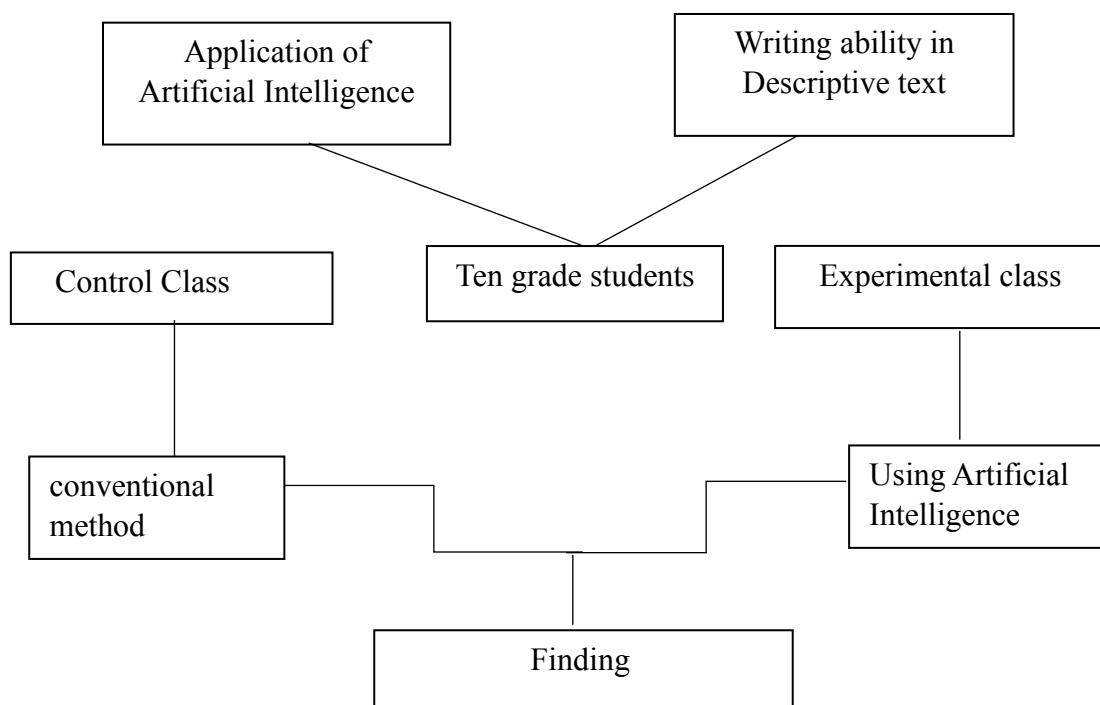 Application of
Artificial Intelligence
Writing ability in
Descriptive text
Control Class
Ten grade students
Experimental class
conventional
method
Using Artificial
Intelligence
Finding